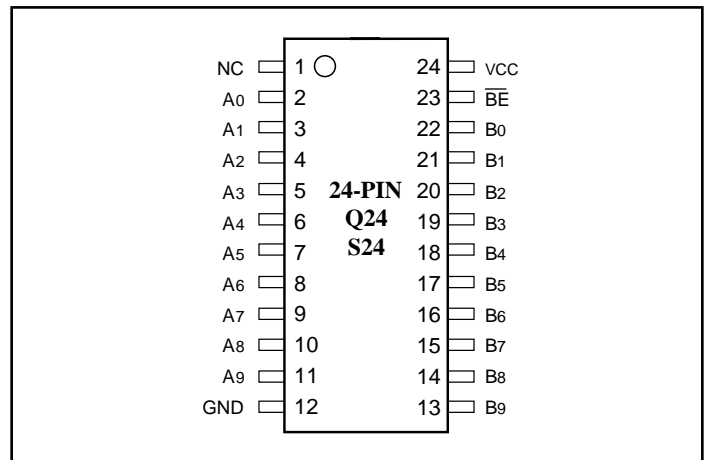 NC 1 24 VCC
A0 2 23 B̅E̅
A1 3 22 B0
A2 4 21 B1
A3 5 24-PIN 20 B2
A4 6 Q24 19 B3
A5 7 S24 18 B4
A6 8 17 B5
A7 9 16 B6
A8 10 15 B7
A9 11 14 B8
GND 12 13 B9